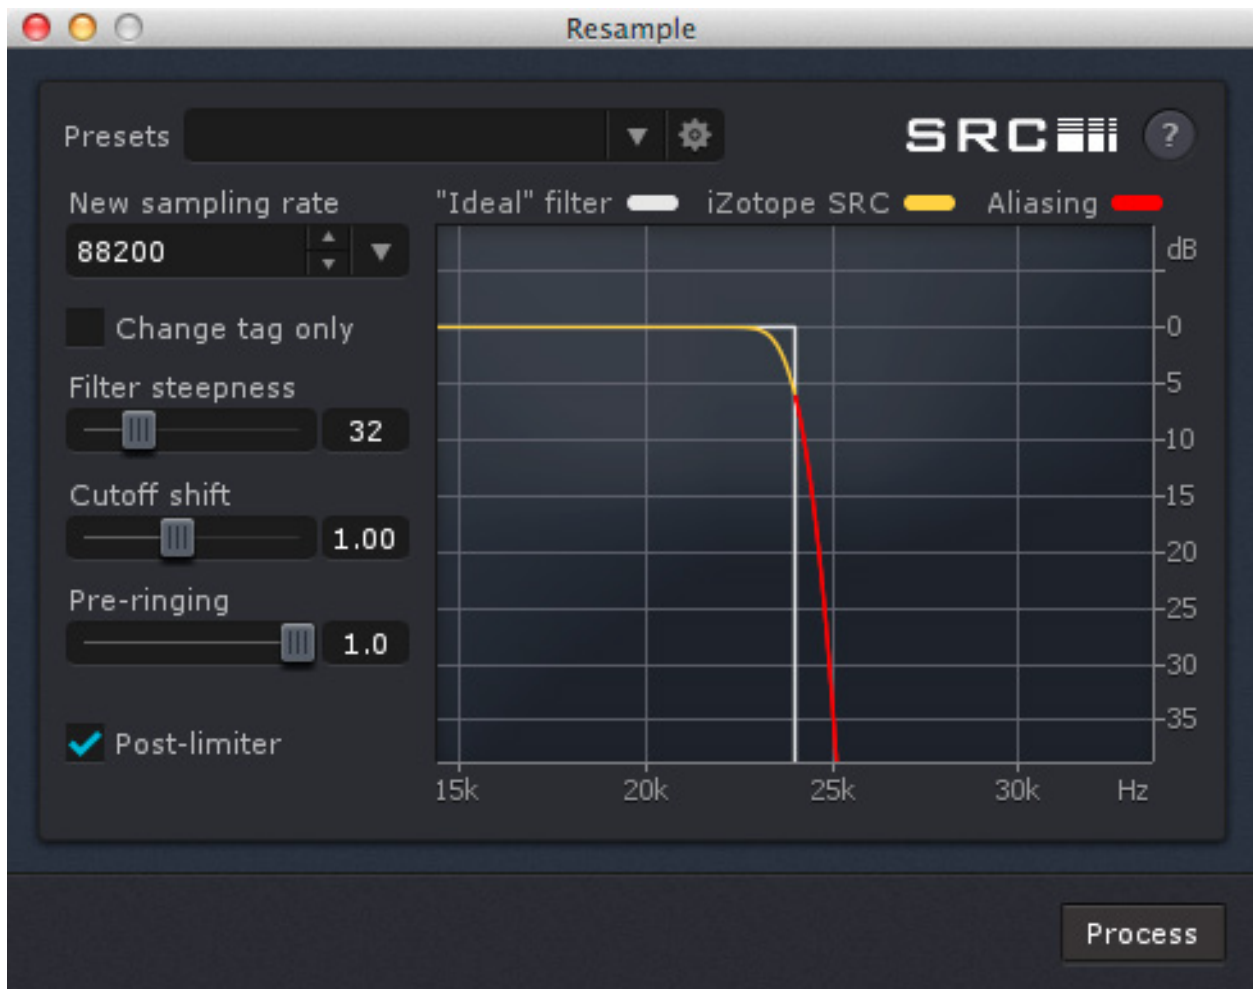 Resample
Presets
SRC
?
New sampling rate
"Ideal" filter
iZotope SRC
Aliasing
88200
dB
Change tag only
0
Filter steepness
5
32
10
Cutoff shift
15
1.00
20
Pre-ringing
25
1.0
30
35
Post-limiter
15k
20k
25k
30k
Hz
Process